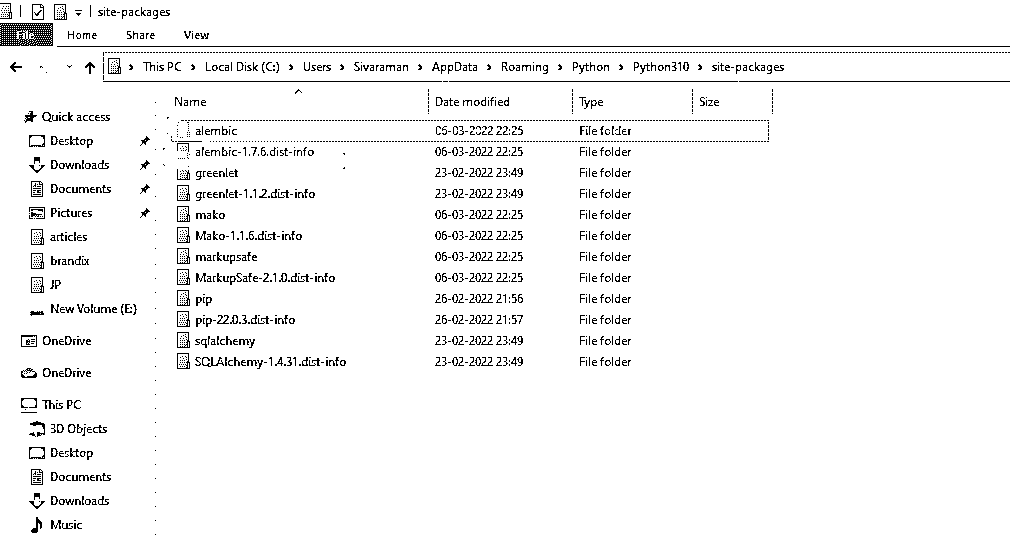 site-packages
File Home Share View
This PC Local Disk (C:) Users Sivaraman AppData Roaming Python Python310 site-packages
Name Date modified Type Size
Quick access
Desktop
Downloads
Documents
Pictures
articles
brandix
JP
New Volume (E:)
OneDrive
OneDrive
This PC
3D Objects
Desktop
Documents
Downloads
Music
alembic 06-03-2022 22:25 File folder
alembic-1.7.6.dist-info 06-03-2022 22:25 File folder
greenlet 23-02-2022 23:49 File folder
greenlet-1.1.2.dist-info 23-02-2022 23:49 File folder
mako 06-03-2022 22:25 File folder
Mako-1.1.6.dist-info 06-03-2022 22:25 File folder
markupsafe 06-03-2022 22:25 File folder
MarkupSafe-2.1.0.dist-info 06-03-2022 22:25 File folder
pip 26-02-2022 21:56 File folder
pip-22.0.3.dist-info 26-02-2022 21:57 File folder
sqlalchemy 23-02-2022 23:49 File folder
SQLAlchemy-1.4.31.dist-info 23-02-2022 23:49 File folder